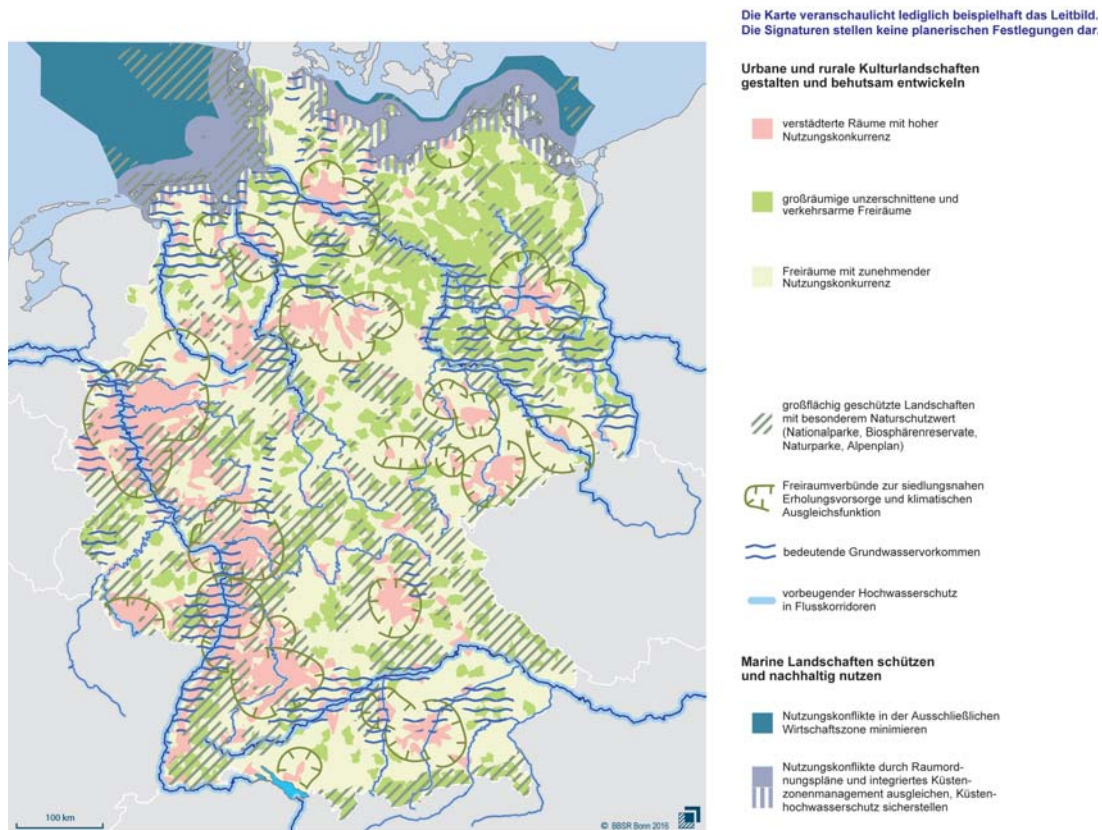 Die Karte veranschaulicht lediglich beispielhaft das Leitbild.
Die Signaturen stellen keine planerischen Festlegungen dar.
Urbane und rurale Kulturlandschaften
gestalten und behutsam entwickeln
verstädterte Räume mit hoher
Nutzungskonkurrenz
großräumige unzerschnittene und
verkehrsarme Freiräume
Freiräume mit zunehmender
Nutzungskonkurrenz
großflächig geschützte Landschaften
mit besonderem Naturschutzwert
(Nationalparke, Biosphärenreservate,
Naturparke, Alpenplan)
Freiraumverbünde zur siedlungsnahen
Erholungsvorsorge und klimatischen
Ausgleichsfunktion
bedeutende Grundwasservorkommen
vorbeugender Hochwasserschutz
in Flusskorridoren
Marine Landschaften schützen
und nachhaltig nutzen
Nutzungskonflikte in der Ausschließlichen
Wirtschaftszone minimieren
Nutzungskonflikte durch Raumord-
nungspläne und integriertes Küsten-
zonenmanagement ausgleichen, Küsten-
hochwasserschutz sicherstellen
100 km
© BBSR Bonn 2016